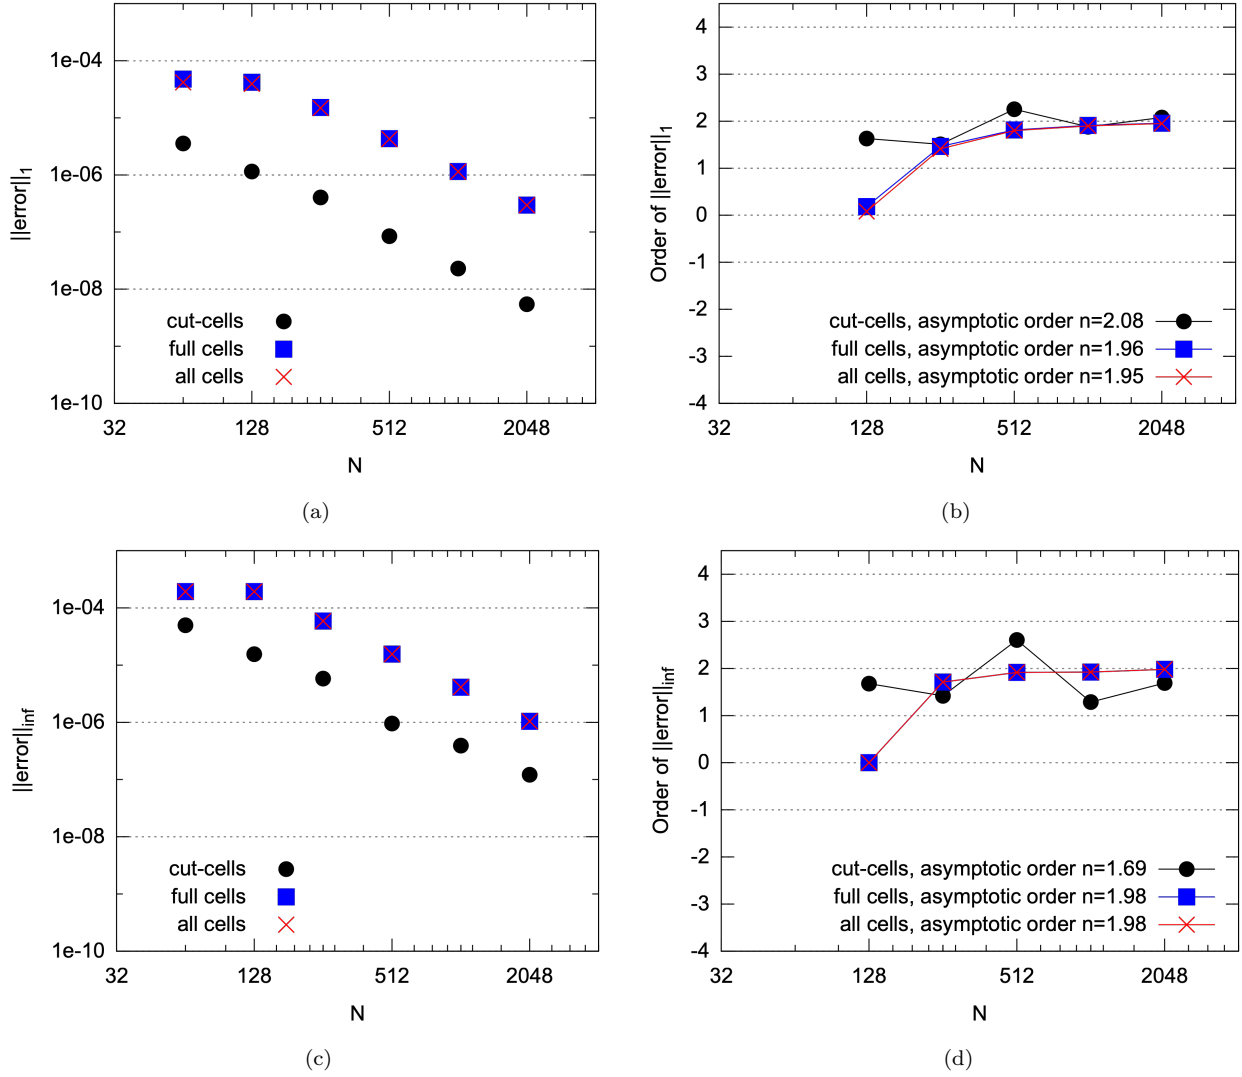 1e-04
1e-06
1e-08
1e-10
||error||1
cut-cells
full cells
all cells
32
128
512
2048
N
(a)
4
3
2
1
0
-1
-2
-3
-4
Order of ||error||1
cut-cells, asymptotic order n=2.08
full cells, asymptotic order n=1.96
all cells, asymptotic order n=1.95
32
128
512
2048
N
(b)
1e-04
1e-06
1e-08
1e-10
||error||inf
cut-cells
full cells
all cells
32
128
512
2048
N
(c)
4
3
2
1
0
-1
-2
-3
-4
Order of ||error||inf
cut-cells, asymptotic order n=1.69
full cells, asymptotic order n=1.98
all cells, asymptotic order n=1.98
32
128
512
2048
N
(d)